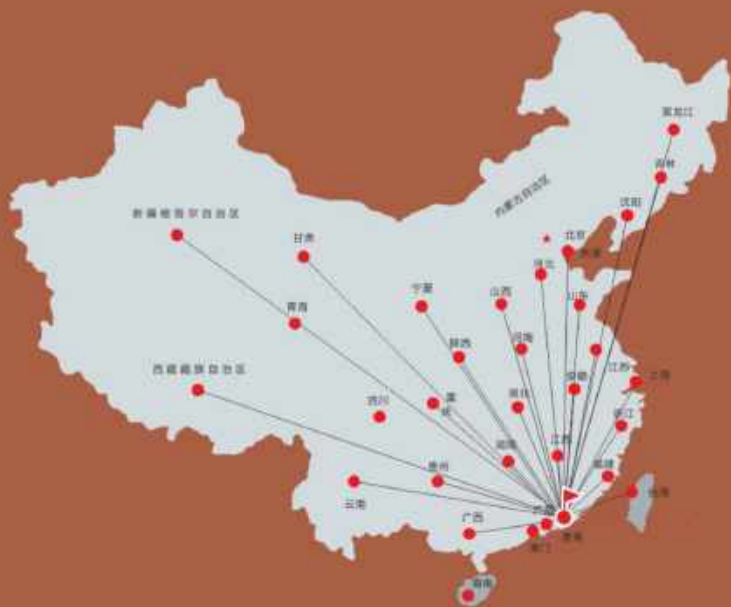 黑龙江
吉林
沈阳
内蒙古自治区
新疆维吾尔自治区
甘肃
北京
天津
河北
宁夏
山西
山东
青海
陕西
河南
西藏藏族自治区
江西
上海
安徽
四川
重庆
湖北
浙江
湖南
江西
福建
贵州
云南
台湾
广西
香港
澳门
海南